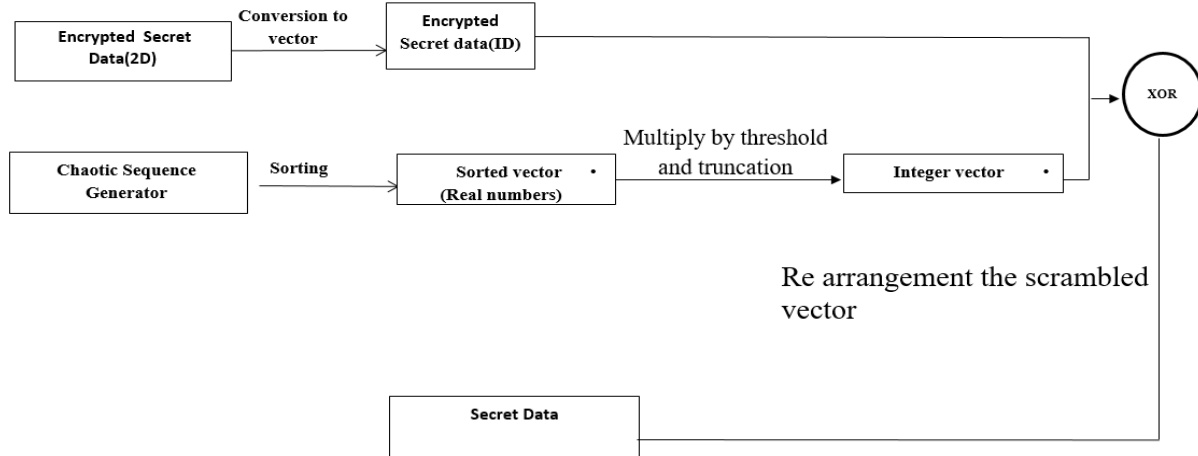 Encrypted Secret
Data(2D)
Conversion to
vector
Encrypted
Secret data(ID)
XOR
Chaotic Sequence
Generator
Sorting
Sorted vector •
(Real numbers)
Multiply by threshold
and truncation
Integer vector •
Re arrangement the scrambled
vector
Secret Data